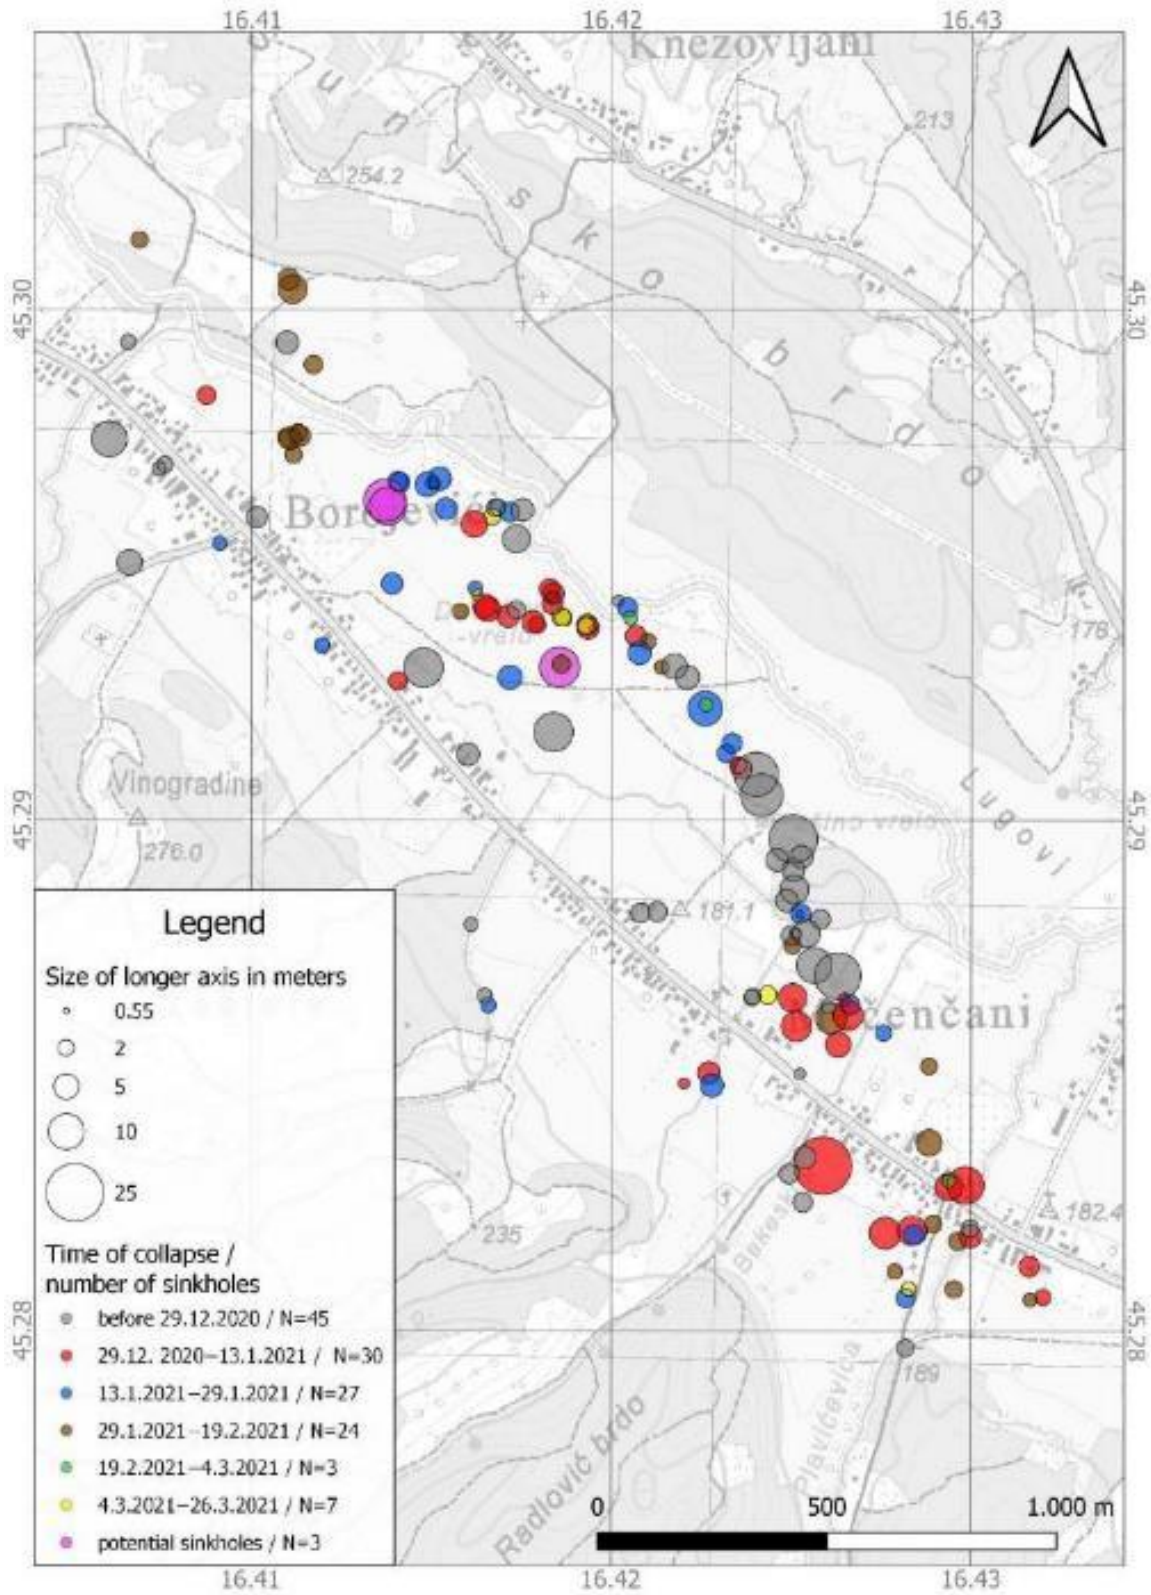 16.41
16.42
16.43
Knezovljani
213
254.2
s
k
o
b
r
d
o
45.30
45.30
Borojevići
178
Vinogradine
276.0
45.29
45.29
Lugovi
181.1
182.4
235
189
Radlović brdo
Plavićevica
45.28
45.28
Legend
Size of longer axis in meters
0.55
2
5
10
25
Time of collapse /
number of sinkholes
before 29.12.2020 / N=45
29.12. 2020–13.1.2021 / N=30
13.1.2021–29.1.2021 / N=27
29.1.2021–19.2.2021 / N=24
19.2.2021–4.3.2021 / N=3
4.3.2021–26.3.2021 / N=7
potential sinkholes / N=3
0
500
1.000 m
16.41
16.42
16.43